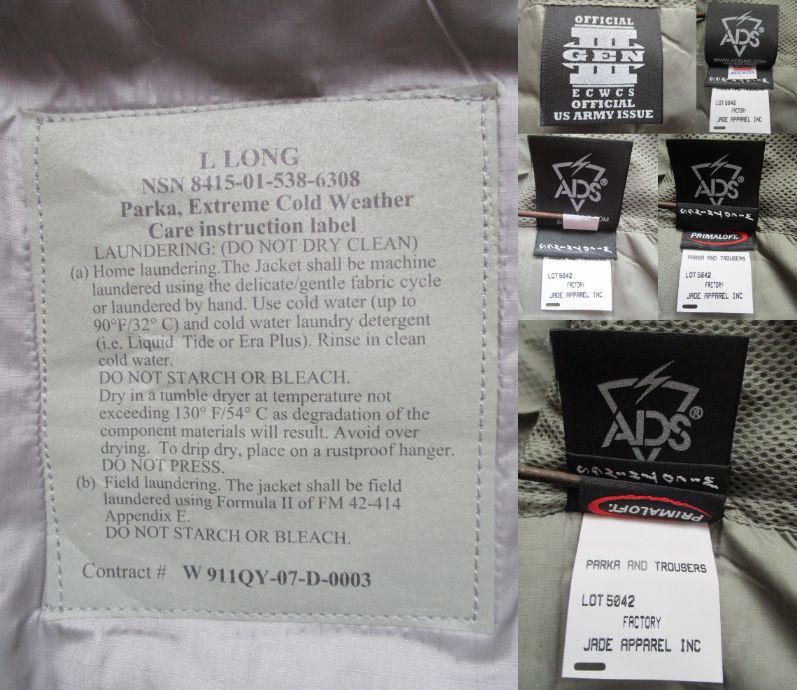 L LONG
NSN 8415-01-538-6308
Parka, Extreme Cold Weather
Care instruction label
LAUNDERING: (DO NOT DRY CLEAN)
(a) Home laundering.The Jacket shall be machine
laundered using the delicate/gentle fabric cycle
or laundered by hand. Use cold water (up to
90°F/32° C) and cold water laundry detergent
(i.e. Liquid Tide or Era Plus). Rinse in clean
cold water.
DO NOT STARCH OR BLEACH.
Dry in a tumble dryer at temperature not
exceeding 130° F/54° C as degradation of the
component materials will result. Avoid over
drying. To drip dry, place on a rustproof hanger.
DO NOT PRESS.
(b) Field laundering. The jacket shall be field
laundered using Formula II of FM 42-414
Appendix E.
DO NOT STARCH OR BLEACH.
Contract # W 911QY-07-D-0003
OFFICIAL
GEN
III
ECWCS
OFFICIAL
US ARMY ISSUE
ADS®
WWW.ADSINC.COM
LOT 5042
FACTORY
JADE APPAREL INC
ADS®
LOT 5042
FACTORY
JADE APPAREL INC
ADS®
PRIMALOFT.
PARKA AND TROUSERS
LOT 5042
FACTORY
JADE APPAREL INC
ADS®
PRIMALOFT.
PARKA AND TROUSERS
LOT 5042
FACTORY
JADE APPAREL INC